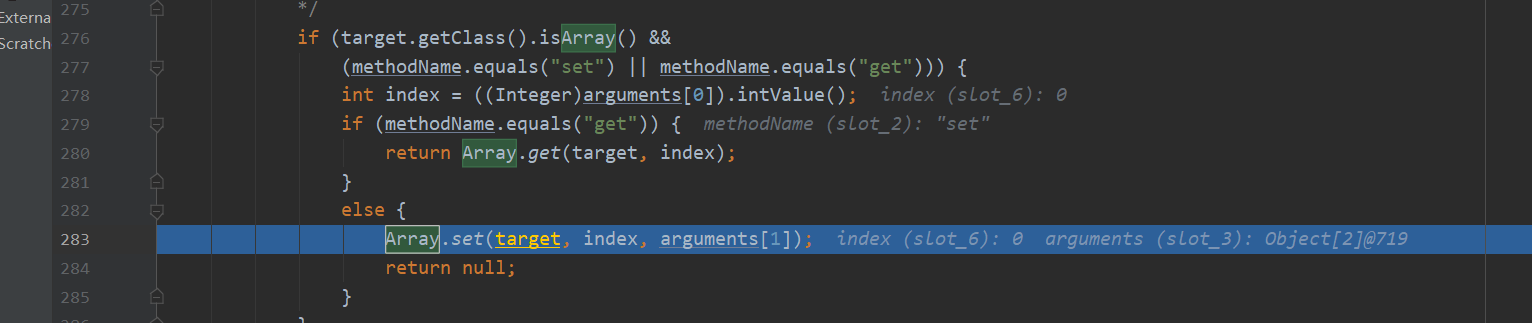 Externa
Scratch
275 */
276 if (target.getClass().isArray() &&
277 (methodName.equals("set") || methodName.equals("get"))) {
278 int index = ((Integer)arguments[0]).intValue(); index (slot_6): 0
279 if (methodName.equals("get")) { methodName (slot_2): "set"
280 return Array.get(target, index);
281 }
282 else {
283 Array.set(target, index, arguments[1]); index (slot_6): 0 arguments (slot_3): Object[2]@719
284 return null;
285 }